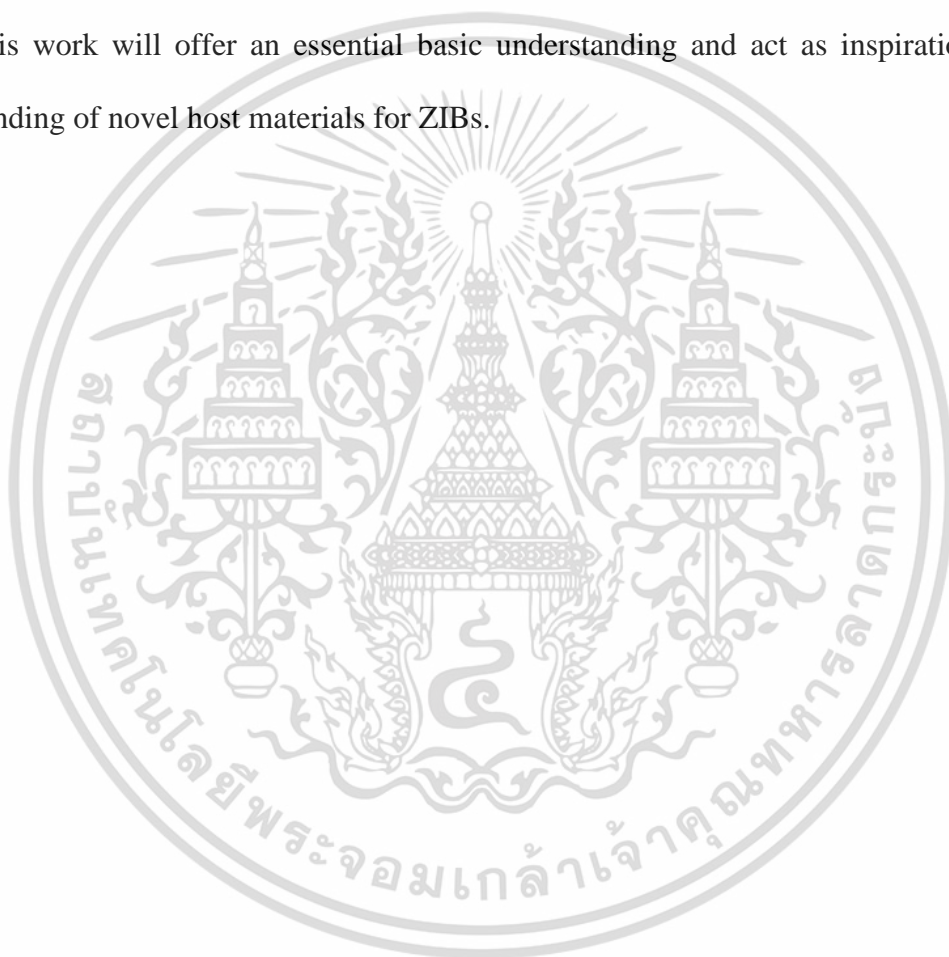 is work will offer an essential basic understanding and act as inspiratio
nding of novel host materials for ZIBs.
สถาบันเทคโนโลยีพระจอมเกล้าเจ้าคุณทหารลาดกระบัง
๔